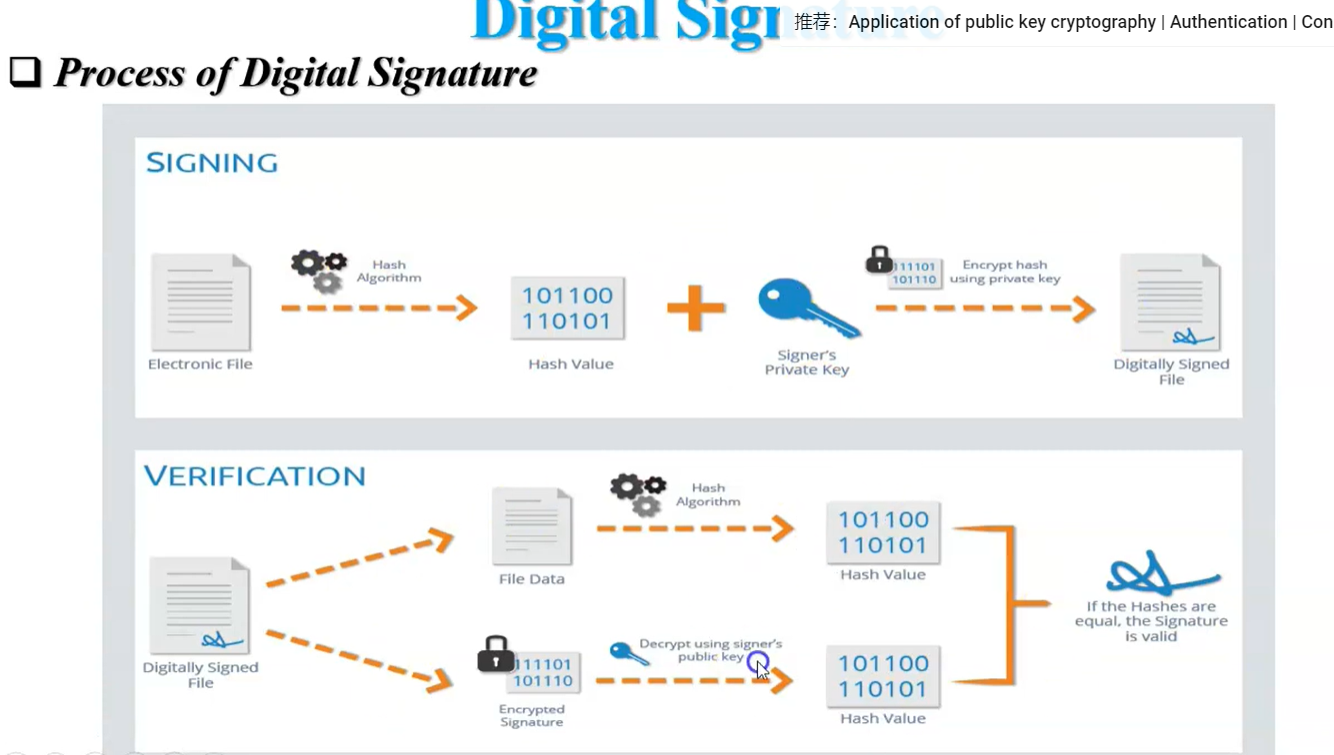 Digital Signature
推荐：Application of public key cryptography | Authentication | Con
Process of Digital Signature
SIGNING
Hash
Algorithm
111101
101110
Encrypt hash
using private key
101100
110101
Electronic File
Hash Value
Signer's
Private Key
Digitally Signed
File
VERIFICATION
Hash
Algorithm
101100
110101
File Data
Hash Value
If the Hashes are
equal, the Signature
is valid
Digitally Signed
File
111101
101110
Decrypt using signer's
public key
101100
110101
Encrypted
Signature
Hash Value